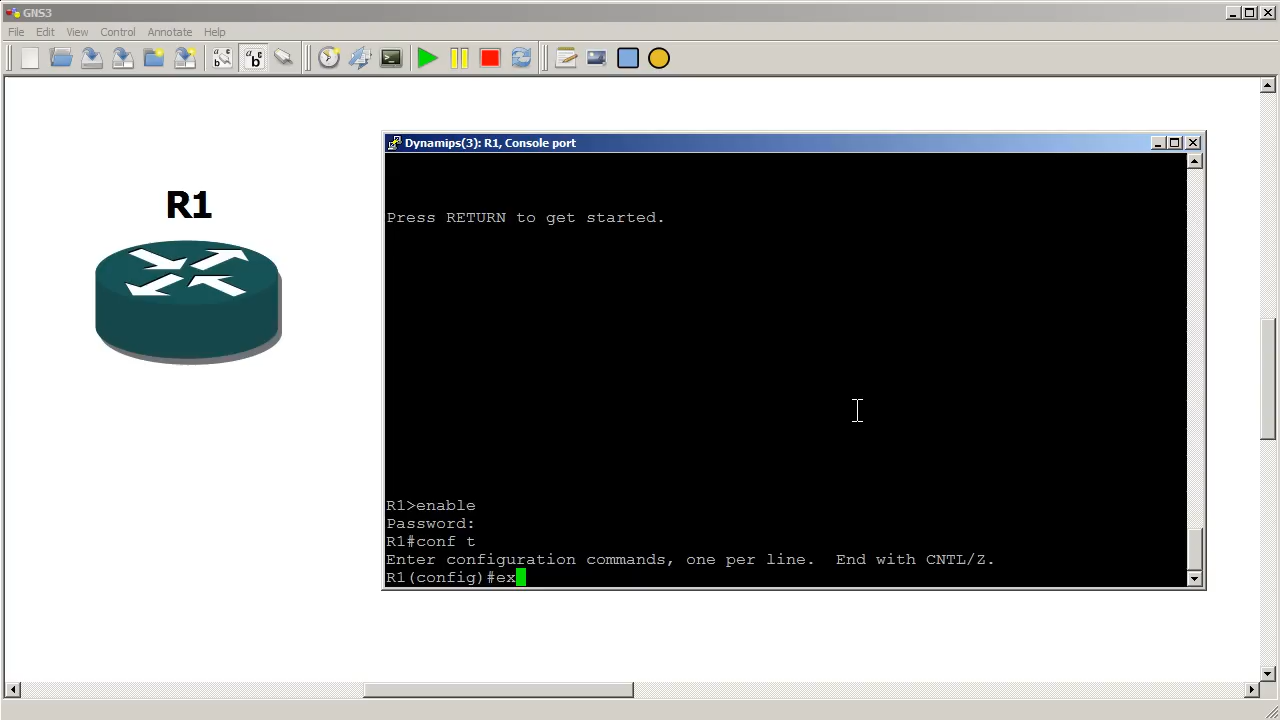 GNS3
File Edit View Control Annotate Help
R1
Dynamips(3): R1, Console port
Press RETURN to get started.
R1>enable
Password:
R1#conf t
Enter configuration commands, one per line.  End with CNTL/Z.
R1(config)#ex